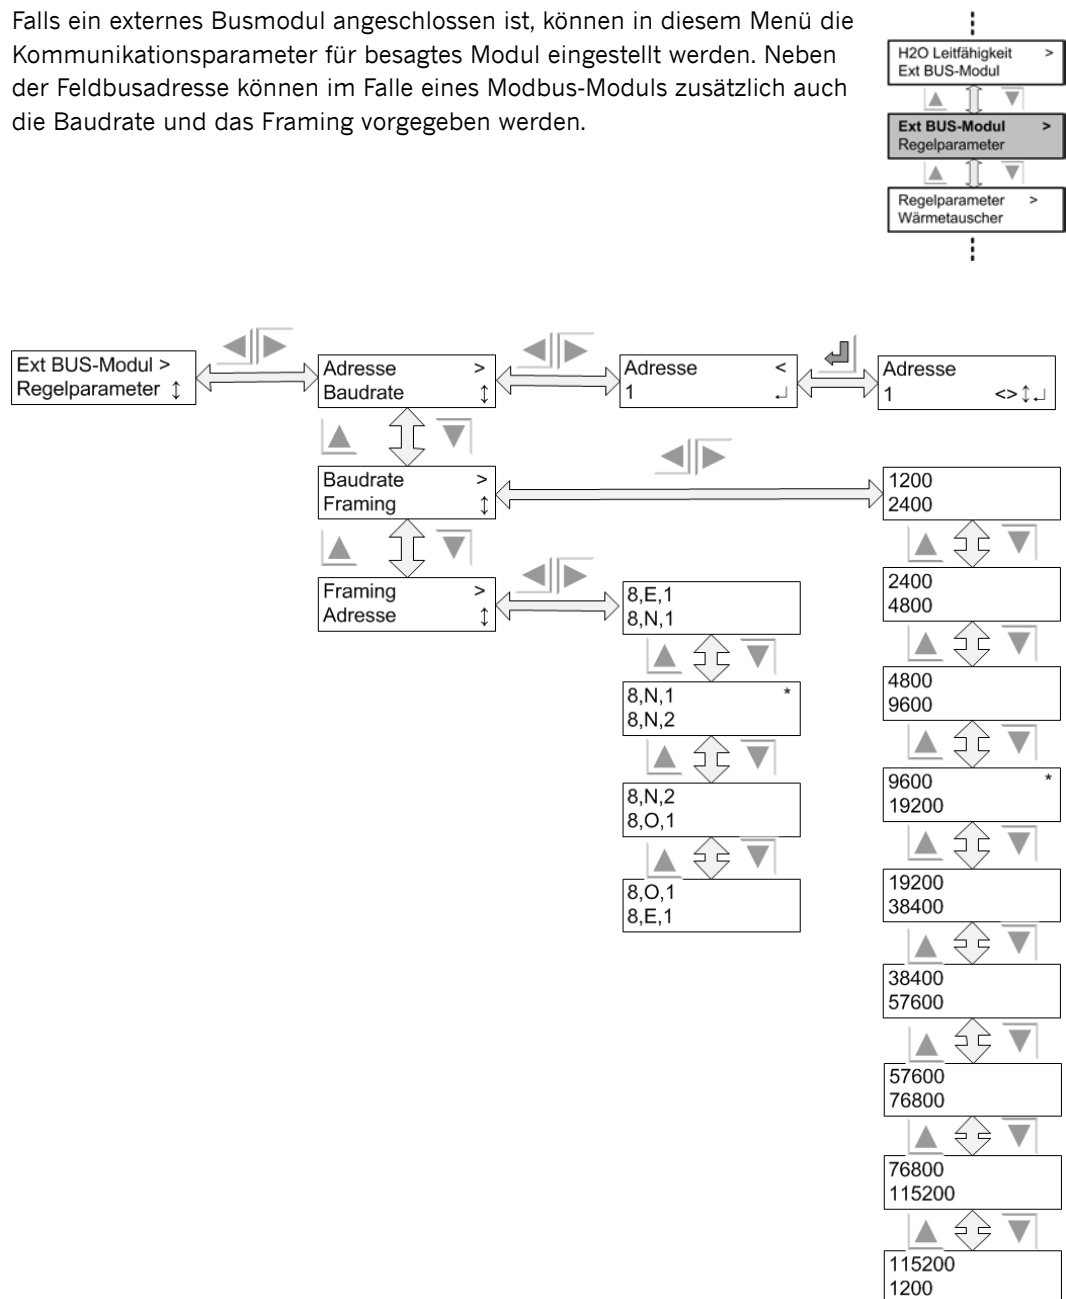 Falls ein externes Busmodul angeschlossen ist, können in diesem Menü die
Kommunikationsparameter für besagtes Modul eingestellt werden. Neben
der Feldbusadresse können im Falle eines Modbus-Moduls zusätzlich auch
die Baudrate und das Framing vorgegeben werden.
H2O Leitfähigkeit >
Ext BUS-Modul
Ext BUS-Modul >
Regelparameter
Regelparameter >
Wärmetauscher
Ext BUS-Modul >
Regelparameter ↕
Adresse >
Baudrate ↕
Adresse <
1 ↵
Adresse
1 <> ↕ ↵
Baudrate >
Framing ↕
Framing >
Adresse ↕
8,E,1
8,N,1
8,N,1 *
8,N,2
8,N,2
8,O,1
8,O,1
8,E,1
1200
2400
2400
4800
4800
9600
9600 *
19200
19200
38400
38400
57600
57600
76800
76800
115200
115200
1200